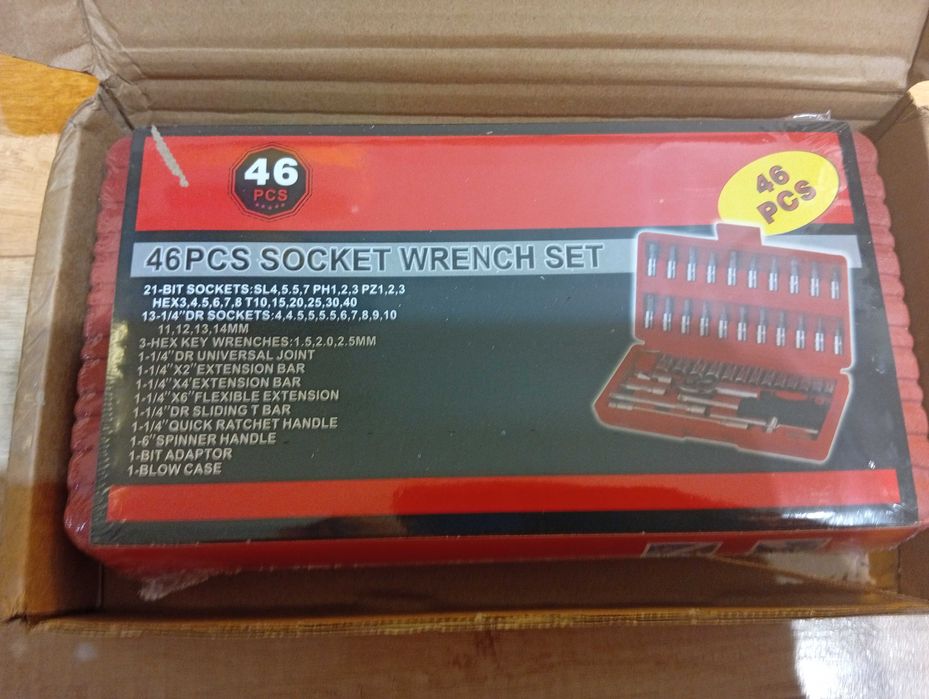 46
PCS
46
PCS
46PCS SOCKET WRENCH SET
21-BIT SOCKETS:SL4,5.5,7 PH1,2,3 PZ1,2,3
HEX3,4,5,6,7,8 T10,15,20,25,30,40
13-1/4"DR SOCKETS:4,4.5,5,5.5,6,7,8,9,10
11,12,13,14MM
3-HEX KEY WRENCHES:1.5,2.0,2.5MM
1-1/4"DR UNIVERSAL JOINT
1-1/4"X2"EXTENSION BAR
1-1/4"X4'EXTENSION BAR
1-1/4"X6"FLEXIBLE EXTENSION
1-1/4"DR SLIDING T BAR
1-1/4"QUICK RATCHET HANDLE
1-6"SPINNER HANDLE
1-BIT ADAPTOR
1-BLOW CASE